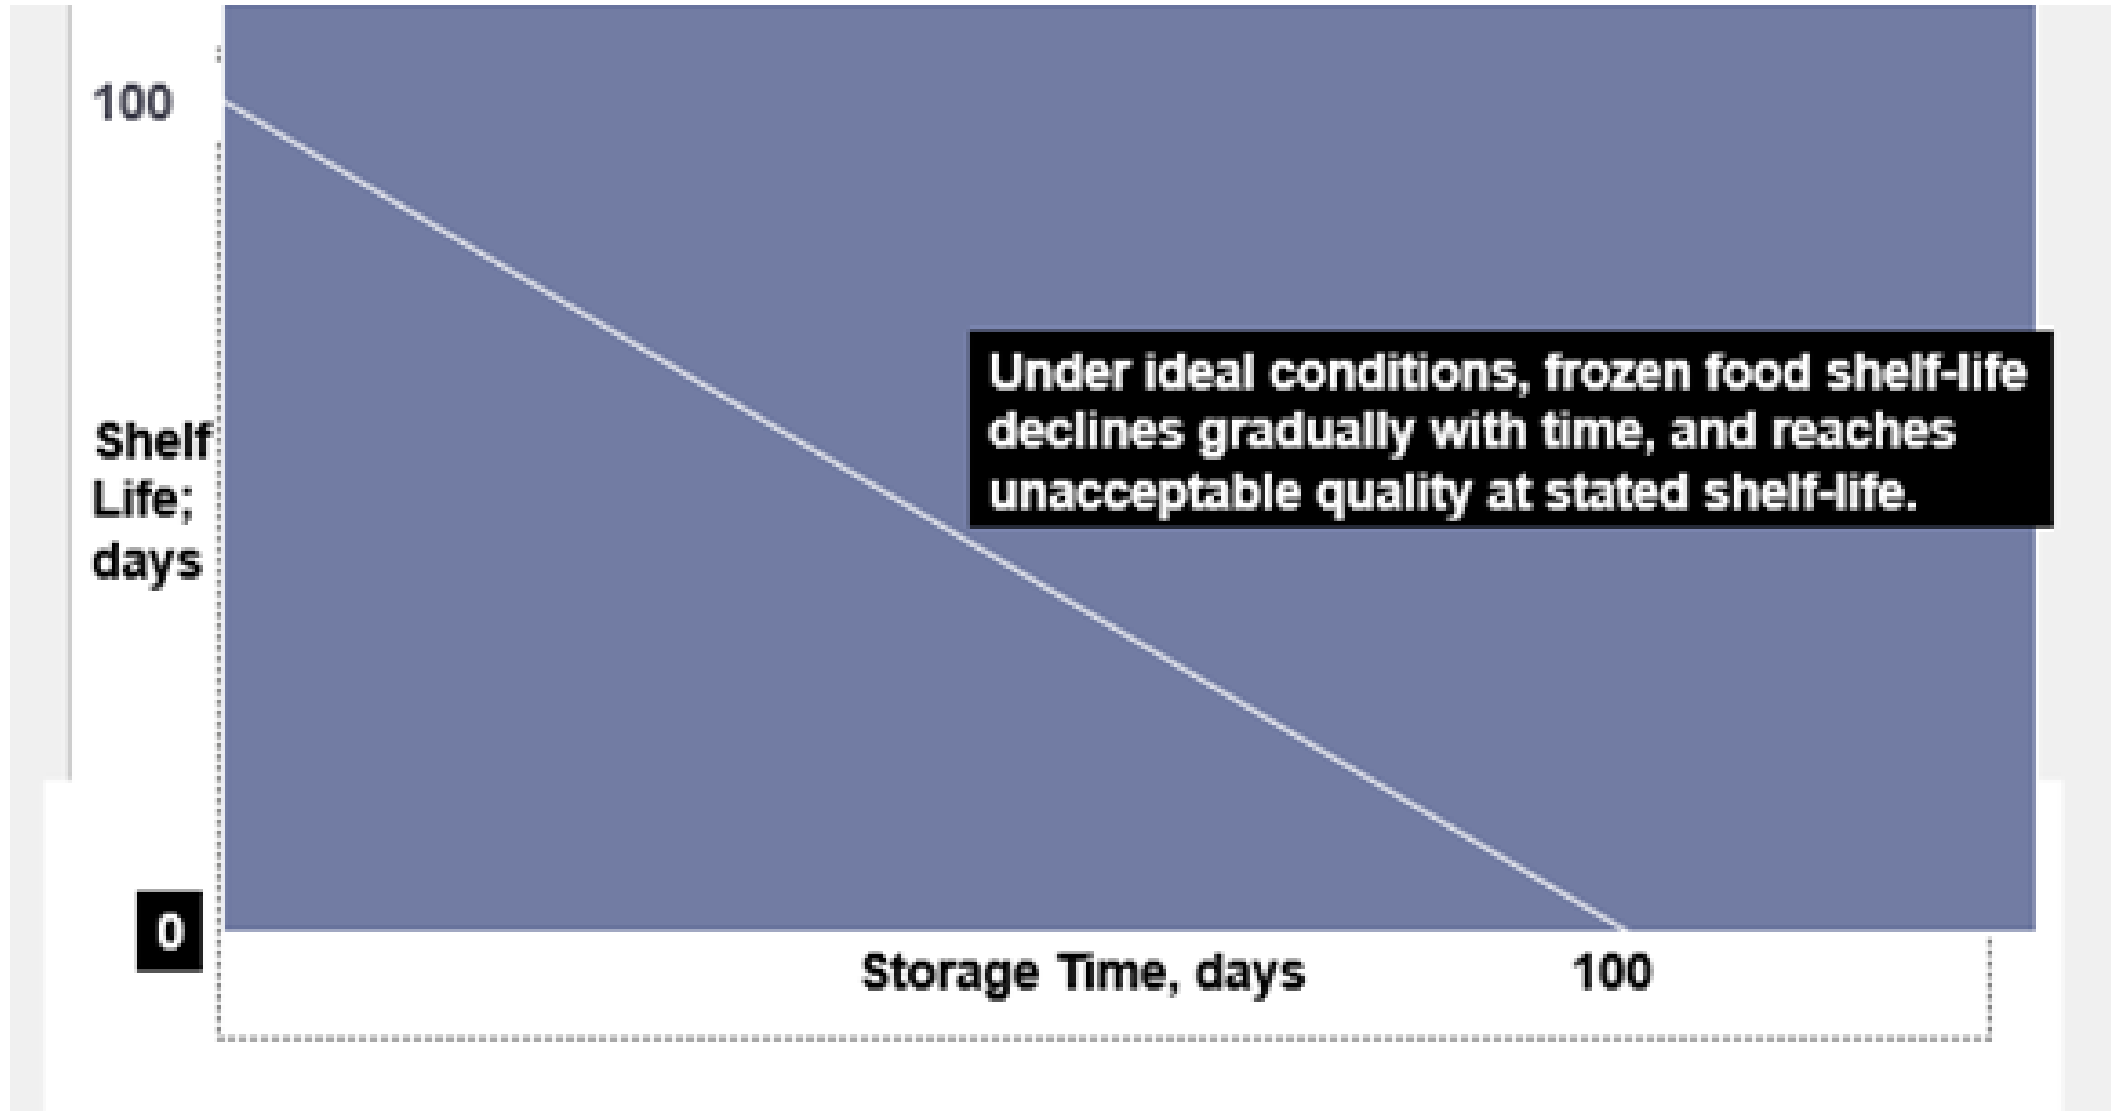 100
Under ideal conditions, frozen food shelf-life
declines gradually with time, and reaches
unacceptable quality at stated shelf-life.
Shelf
Life;
days
0
Storage Time, days
100